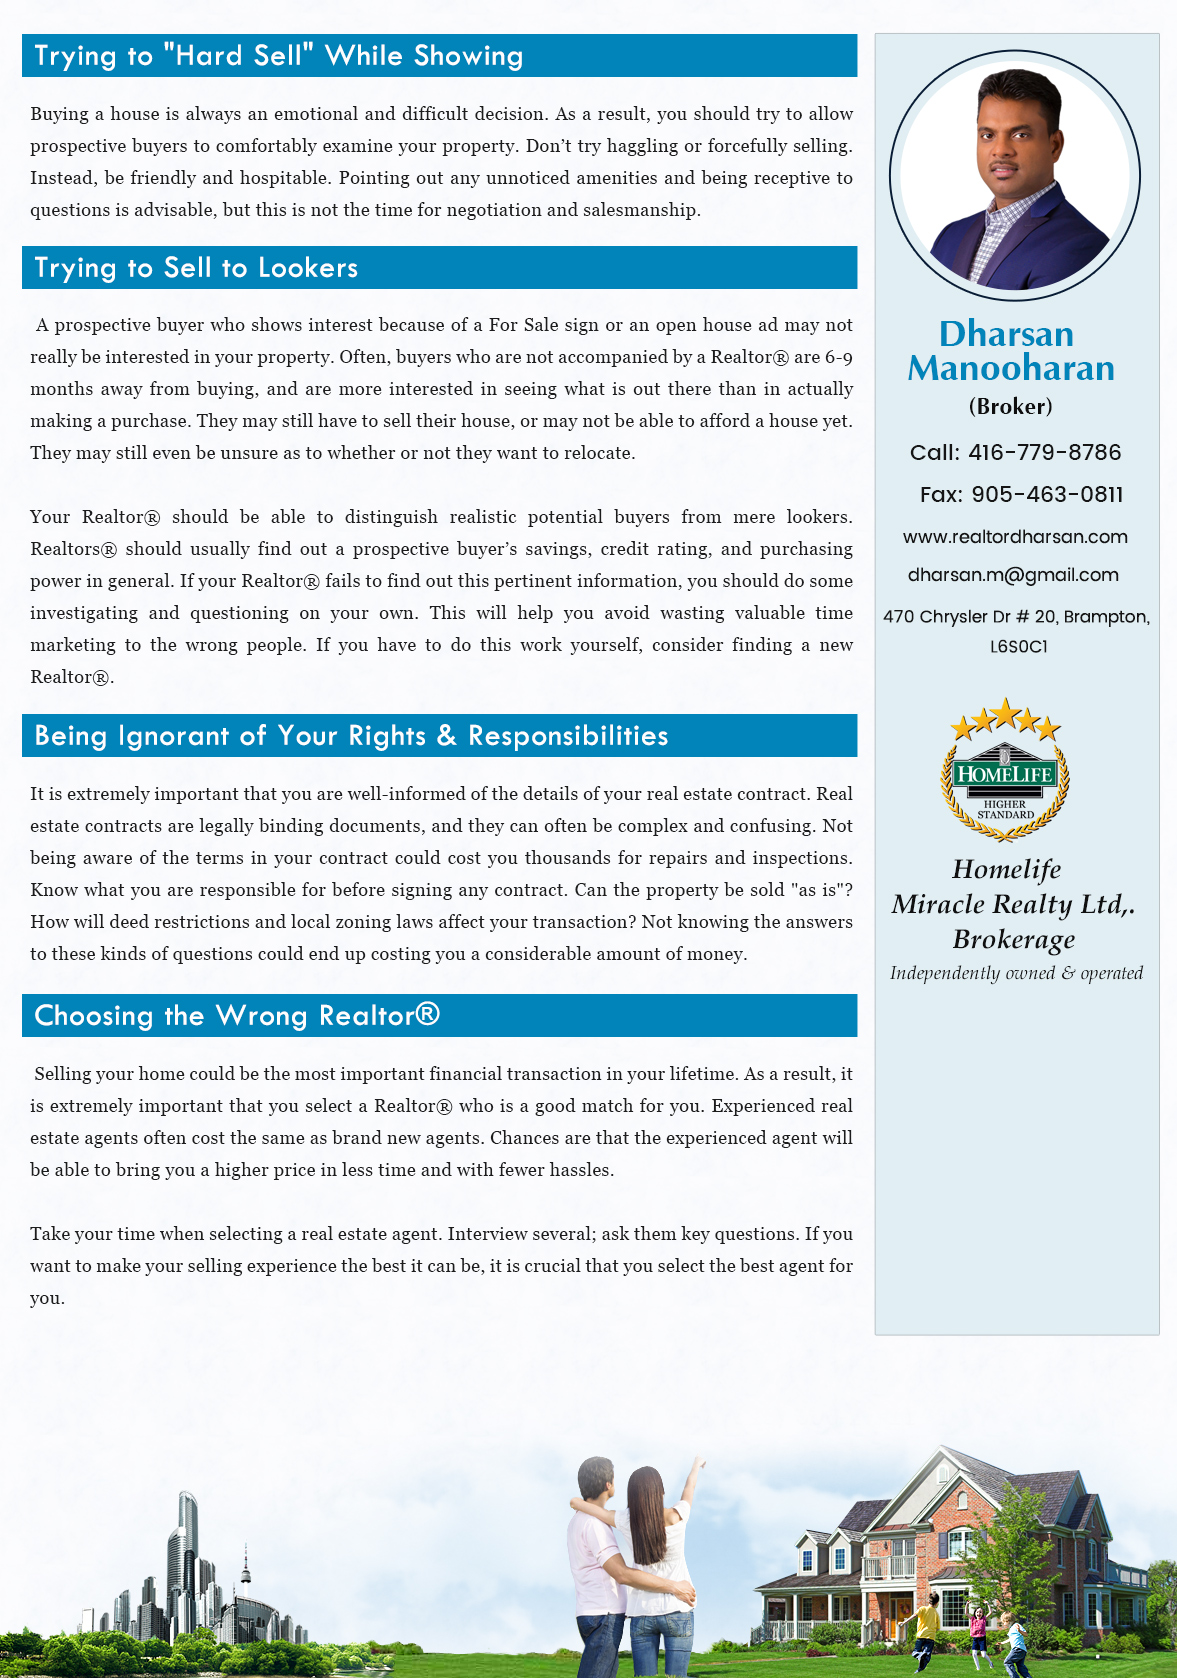 Trying to "Hard Sell" While Showing
Buying a house is always an emotional and difficult decision. As a result, you should try to allow
prospective buyers to comfortably examine your property. Don’t try haggling or forcefully selling.
Instead, be friendly and hospitable. Pointing out any unnoticed amenities and being receptive to
questions is advisable, but this is not the time for negotiation and salesmanship.
Trying to Sell to Lookers
A prospective buyer who shows interest because of a For Sale sign or an open house ad may not
really be interested in your property. Often, buyers who are not accompanied by a Realtor® are 6-9
months away from buying, and are more interested in seeing what is out there than in actually
making a purchase. They may still have to sell their house, or may not be able to afford a house yet.
They may still even be unsure as to whether or not they want to relocate.
Your Realtor® should be able to distinguish realistic potential buyers from mere lookers.
Realtors® should usually find out a prospective buyer’s savings, credit rating, and purchasing
power in general. If your Realtor® fails to find out this pertinent information, you should do some
investigating and questioning on your own. This will help you avoid wasting valuable time
marketing to the wrong people. If you have to do this work yourself, consider finding a new
Realtor®.
Being Ignorant of Your Rights & Responsibilities
It is extremely important that you are well-informed of the details of your real estate contract. Real
estate contracts are legally binding documents, and they can often be complex and confusing. Not
being aware of the terms in your contract could cost you thousands for repairs and inspections.
Know what you are responsible for before signing any contract. Can the property be sold "as is"?
How will deed restrictions and local zoning laws affect your transaction? Not knowing the answers
to these kinds of questions could end up costing you a considerable amount of money.
Choosing the Wrong Realtor®
Selling your home could be the most important financial transaction in your lifetime. As a result, it
is extremely important that you select a Realtor® who is a good match for you. Experienced real
estate agents often cost the same as brand new agents. Chances are that the experienced agent will
be able to bring you a higher price in less time and with fewer hassles.
Take your time when selecting a real estate agent. Interview several; ask them key questions. If you
want to make your selling experience the best it can be, it is crucial that you select the best agent for
you.
Dharsan
Manooharan
(Broker)
Call: 416-779-8786
Fax: 905-463-0811
www.realtordharsan.com
dharsan.m@gmail.com
470 Chrysler Dr # 20, Brampton,
L6S0C1
HOMELIFE
HIGHER
STANDARD
Homelife
Miracle Realty Ltd,.
Brokerage
Independently owned & operated